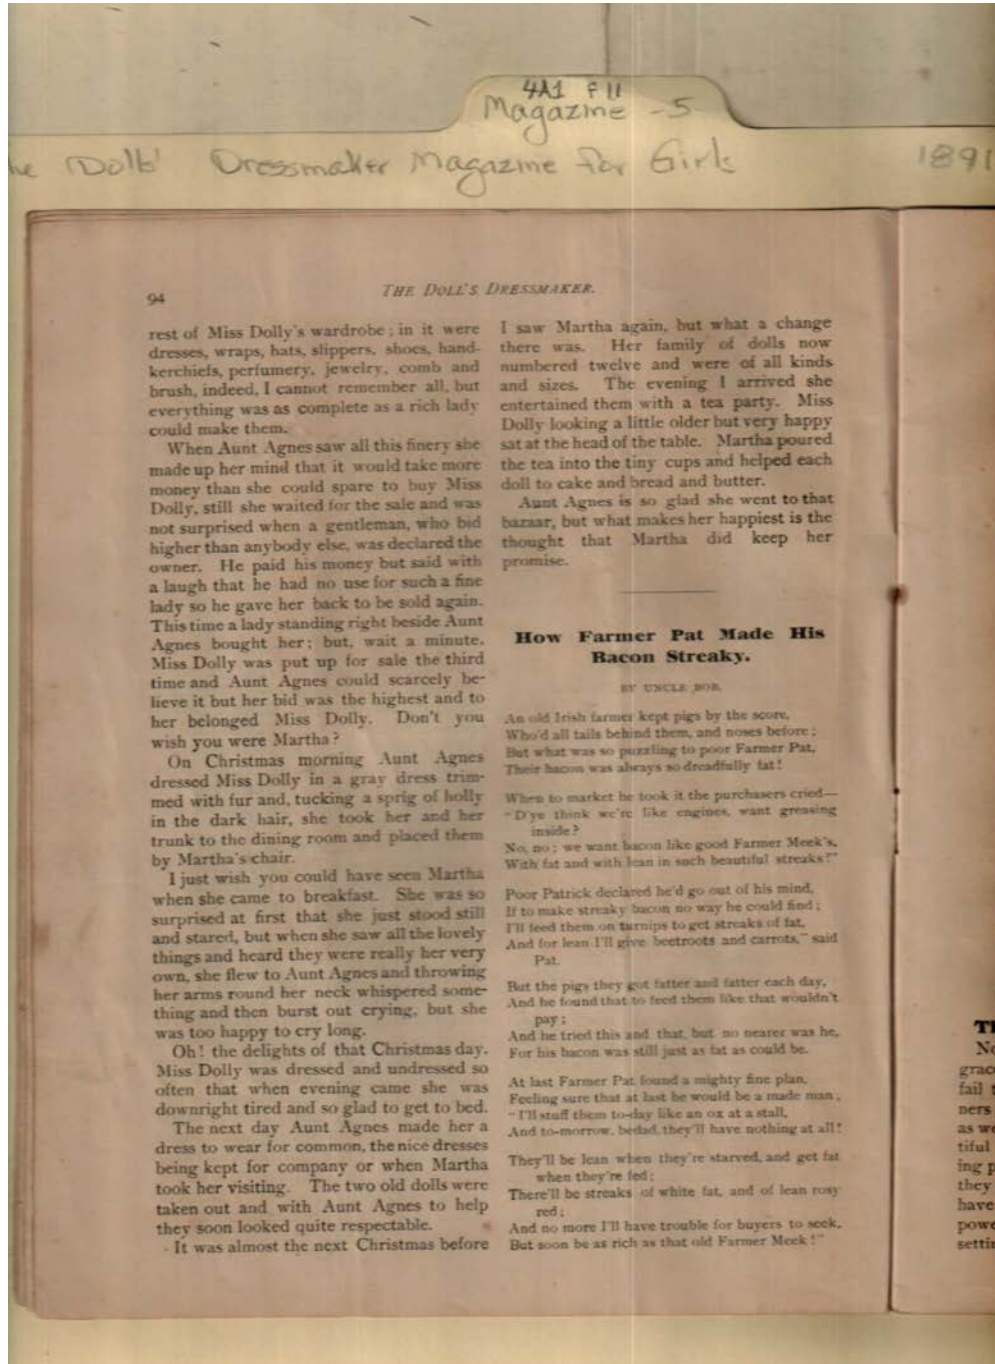 4A1 F11
Magazine - 5
he Dolls' Dressmaker Magazine for Girls 1891
94
THE DOLL'S DRESSMAKER.
rest of Miss Dolly's wardrobe; in it were
dresses, wraps, hats, slippers, shoes, hand-
kerchiefs, perfumery, jewelry, comb and
brush, indeed, I cannot remember all, but
everything was as complete as a rich lady
could make them.
When Aunt Agnes saw all this finery she
made up her mind that it would take more
money than she could spare to buy Miss
Dolly, still she waited for the sale and was
not surprised when a gentleman, who bid
higher than anybody else, was declared the
owner. He paid his money but said with
a laugh that he had no use for such a fine
lady so he gave her back to be sold again.
This time a lady standing right beside Aunt
Agnes bought her; but, wait a minute,
Miss Dolly was put up for sale the third
time and Aunt Agnes could scarcely be-
lieve it but her bid was the highest and to
her belonged Miss Dolly. Don't you
wish you were Martha?
On Christmas morning Aunt Agnes
dressed Miss Dolly in a gray dress trim-
med with fur and, tucking a sprig of holly
in the dark hair, she took her and her
trunk to the dining room and placed them
by Martha's chair.
I just wish you could have seen Martha
when she came to breakfast. She was so
surprised at first that she just stood still
and stared, but when she saw all the lovely
things and heard they were really her very
own, she flew to Aunt Agnes and throwing
her arms round her neck whispered some-
thing and then burst out crying, but she
was too happy to cry long.
Oh! the delights of that Christmas day.
Miss Dolly was dressed and undressed so
often that when evening came she was
downright tired and so glad to get to bed.
The next day Aunt Agnes made her a
dress to wear for common, the nice dresses
being kept for company or when Martha
took her visiting. The two old dolls were
taken out and with Aunt Agnes to help
they soon looked quite respectable.
It was almost the next Christmas before
I saw Martha again, but what a change
there was. Her family of dolls now
numbered twelve and were of all kinds
and sizes. The evening I arrived she
entertained them with a tea party. Miss
Dolly looking a little older but very happy
sat at the head of the table. Martha poured
the tea into the tiny cups and helped each
doll to cake and bread and butter.
Aunt Agnes is so glad she went to that
bazaar, but what makes her happiest is the
thought that Martha did keep her
promise.
How Farmer Pat Made His
Bacon Streaky.
BY UNCLE BOB.
An old Irish farmer kept pigs by the score,
Who'd all tails behind them, and noses before;
But what was so puzzling to poor Farmer Pat,
Their bacon was always so dreadfully fat!
When to market he took it the purchasers cried—
"D'ye think we're like engines, want greasing
inside?
No, no; we want bacon like good Farmer Meek's,
With fat and with lean in such beautiful streaks?"
Poor Patrick declared he'd go out of his mind,
If to make streaky bacon no way he could find;
I'll feed them on turnips to get streaks of fat,
And for lean I'll give beetroots and carrots," said
Pat.
But the pigs they got fatter and fatter each day,
And he found that to feed them like that wouldn't
pay;
And he tried this and that, but no nearer was he,
For his bacon was still just as fat as could be.
At last Farmer Pat found a mighty fine plan,
Feeling sure that at last he would be a made man,
"I'll stuff them to-day like an ox at a stall,
And to-morrow, bedad, they'll have nothing at all!
They'll be lean when they're starved, and get fat
when they're fed;
There'll be streaks of white fat, and of lean rosy
red;
And no more I'll have trouble for buyers to seek,
But soon be as rich as that old Farmer Meek!"
Th
No
grac
fail t
ners
as we
tiful
ing p
they
have
powe
settin